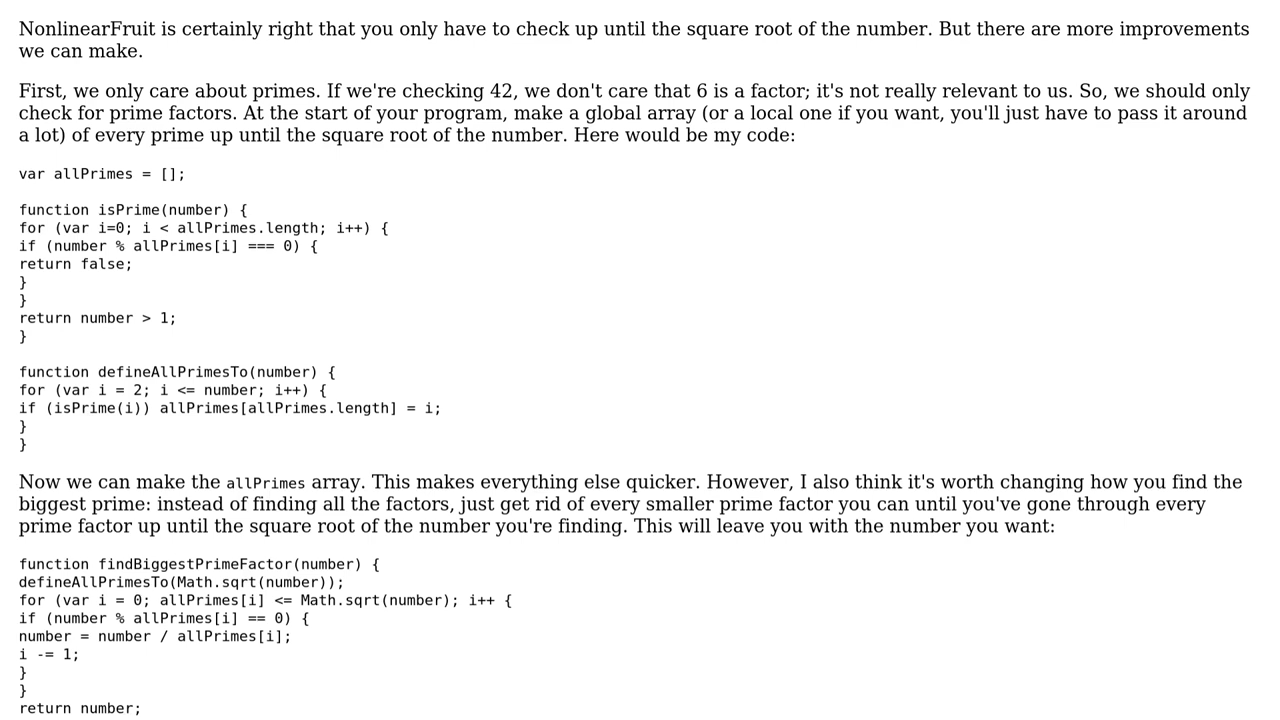 NonlinearFruit is certainly right that you only have to check up until the square root of the number. But there are more improvements
we can make.
First, we only care about primes. If we're checking 42, we don't care that 6 is a factor; it's not really relevant to us. So, we should only
check for prime factors. At the start of your program, make a global array (or a local one if you want, you'll just have to pass it around
a lot) of every prime up until the square root of the number. Here would be my code:
var allPrimes = [];
function isPrime(number) {
for (var i=0; i < allPrimes.length; i++) {
if (number % allPrimes[i] === 0) {
return false;
}
}
return number > 1;
}
function defineAllPrimesTo(number) {
for (var i = 2; i <= number; i++) {
if (isPrime(i)) allPrimes[allPrimes.length] = i;
}
}
Now we can make the allPrimes array. This makes everything else quicker. However, I also think it's worth changing how you find the
biggest prime: instead of finding all the factors, just get rid of every smaller prime factor you can until you've gone through every
prime factor up until the square root of the number you're finding. This will leave you with the number you want:
function findBiggestPrimeFactor(number) {
defineAllPrimesTo(Math.sqrt(number));
for (var i = 0; allPrimes[i] <= Math.sqrt(number); i++ {
if (number % allPrimes[i] == 0) {
number = number / allPrimes[i];
i -= 1;
}
}
return number;